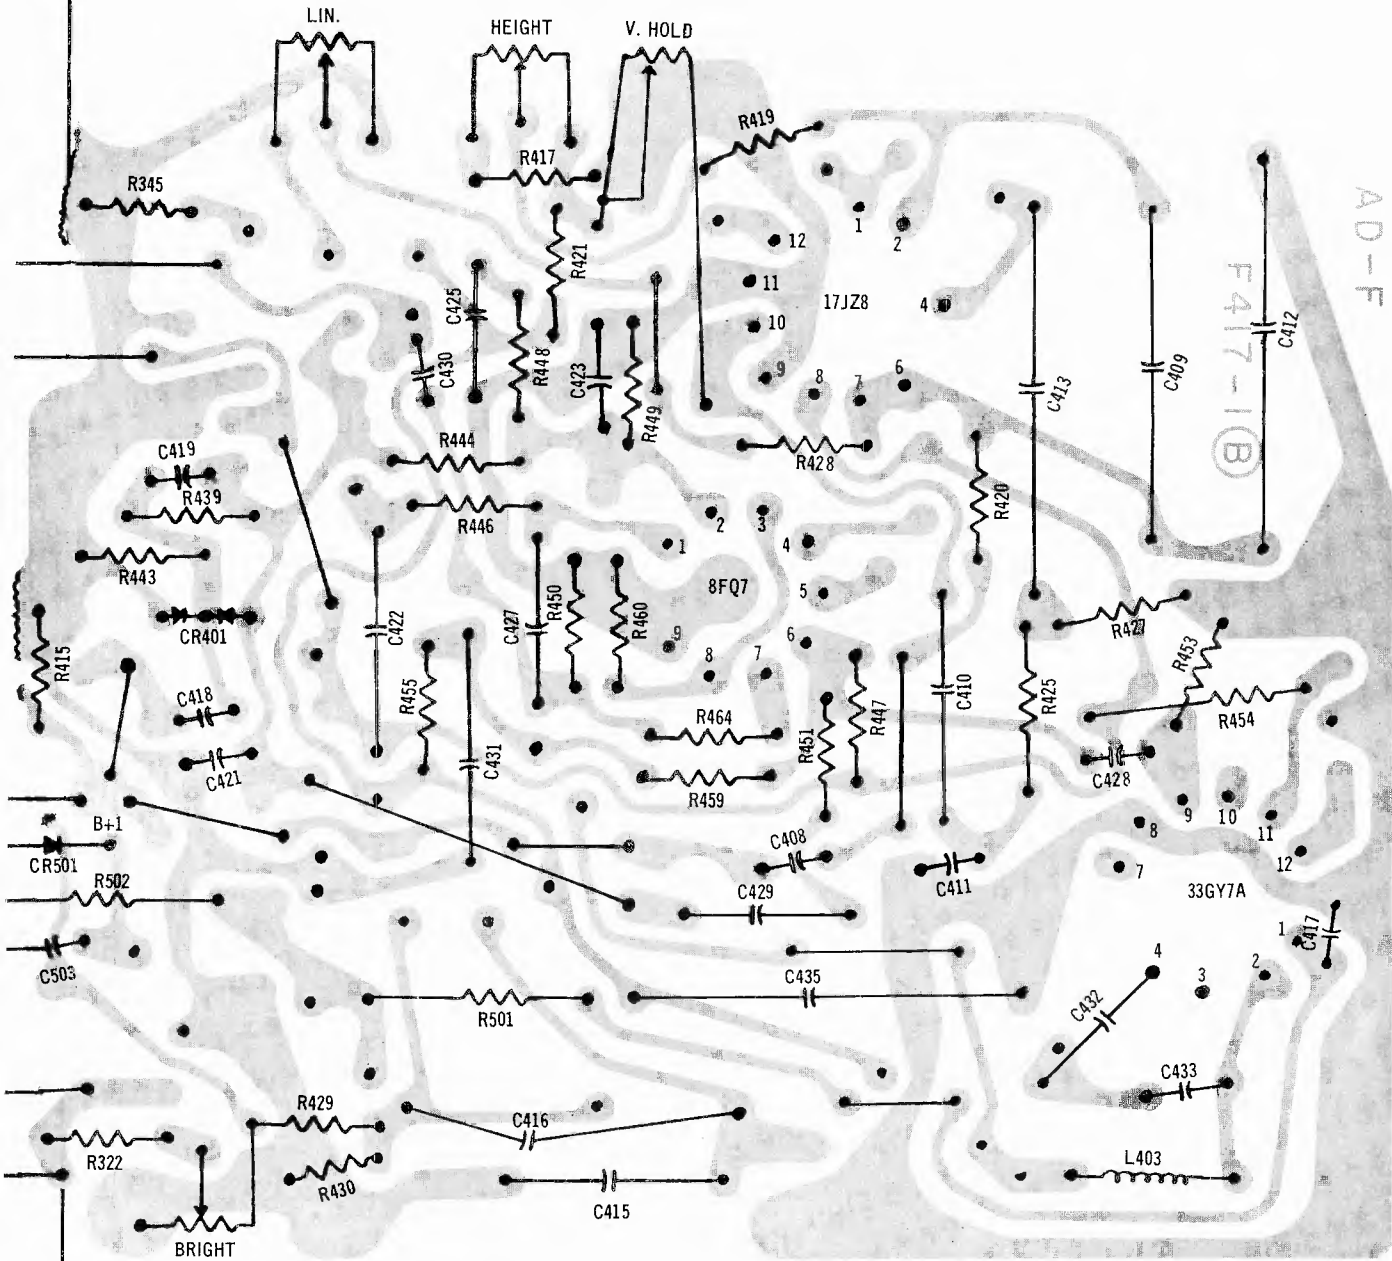 LIN.
HEIGHT
V. HOLD
R419
R417
R345
AD-F
1
2
12
R421
11
17JZ8
4
C425
F417-1 B
10
C412
R448
C430
C423
9
8
7
6
C413
C409
R449
R444
R428
C419
R439
R446
R420
2
3
1
4
R443
8FQ7
5
R450
CR401
C422
C427
R460
6
R427
9
R453
R415
8
7
C418
R455
C410
R425
R454
R464
R451
R447
C421
C431
C428
R459
B+1
9
10
11
8
C408
12
CR501
7
R502
C429
C411
33GY7A
1
C417
C503
4
C435
3
2
R501
C432
C433
R429
C416
R322
L403
R430
C415
BRIGHT